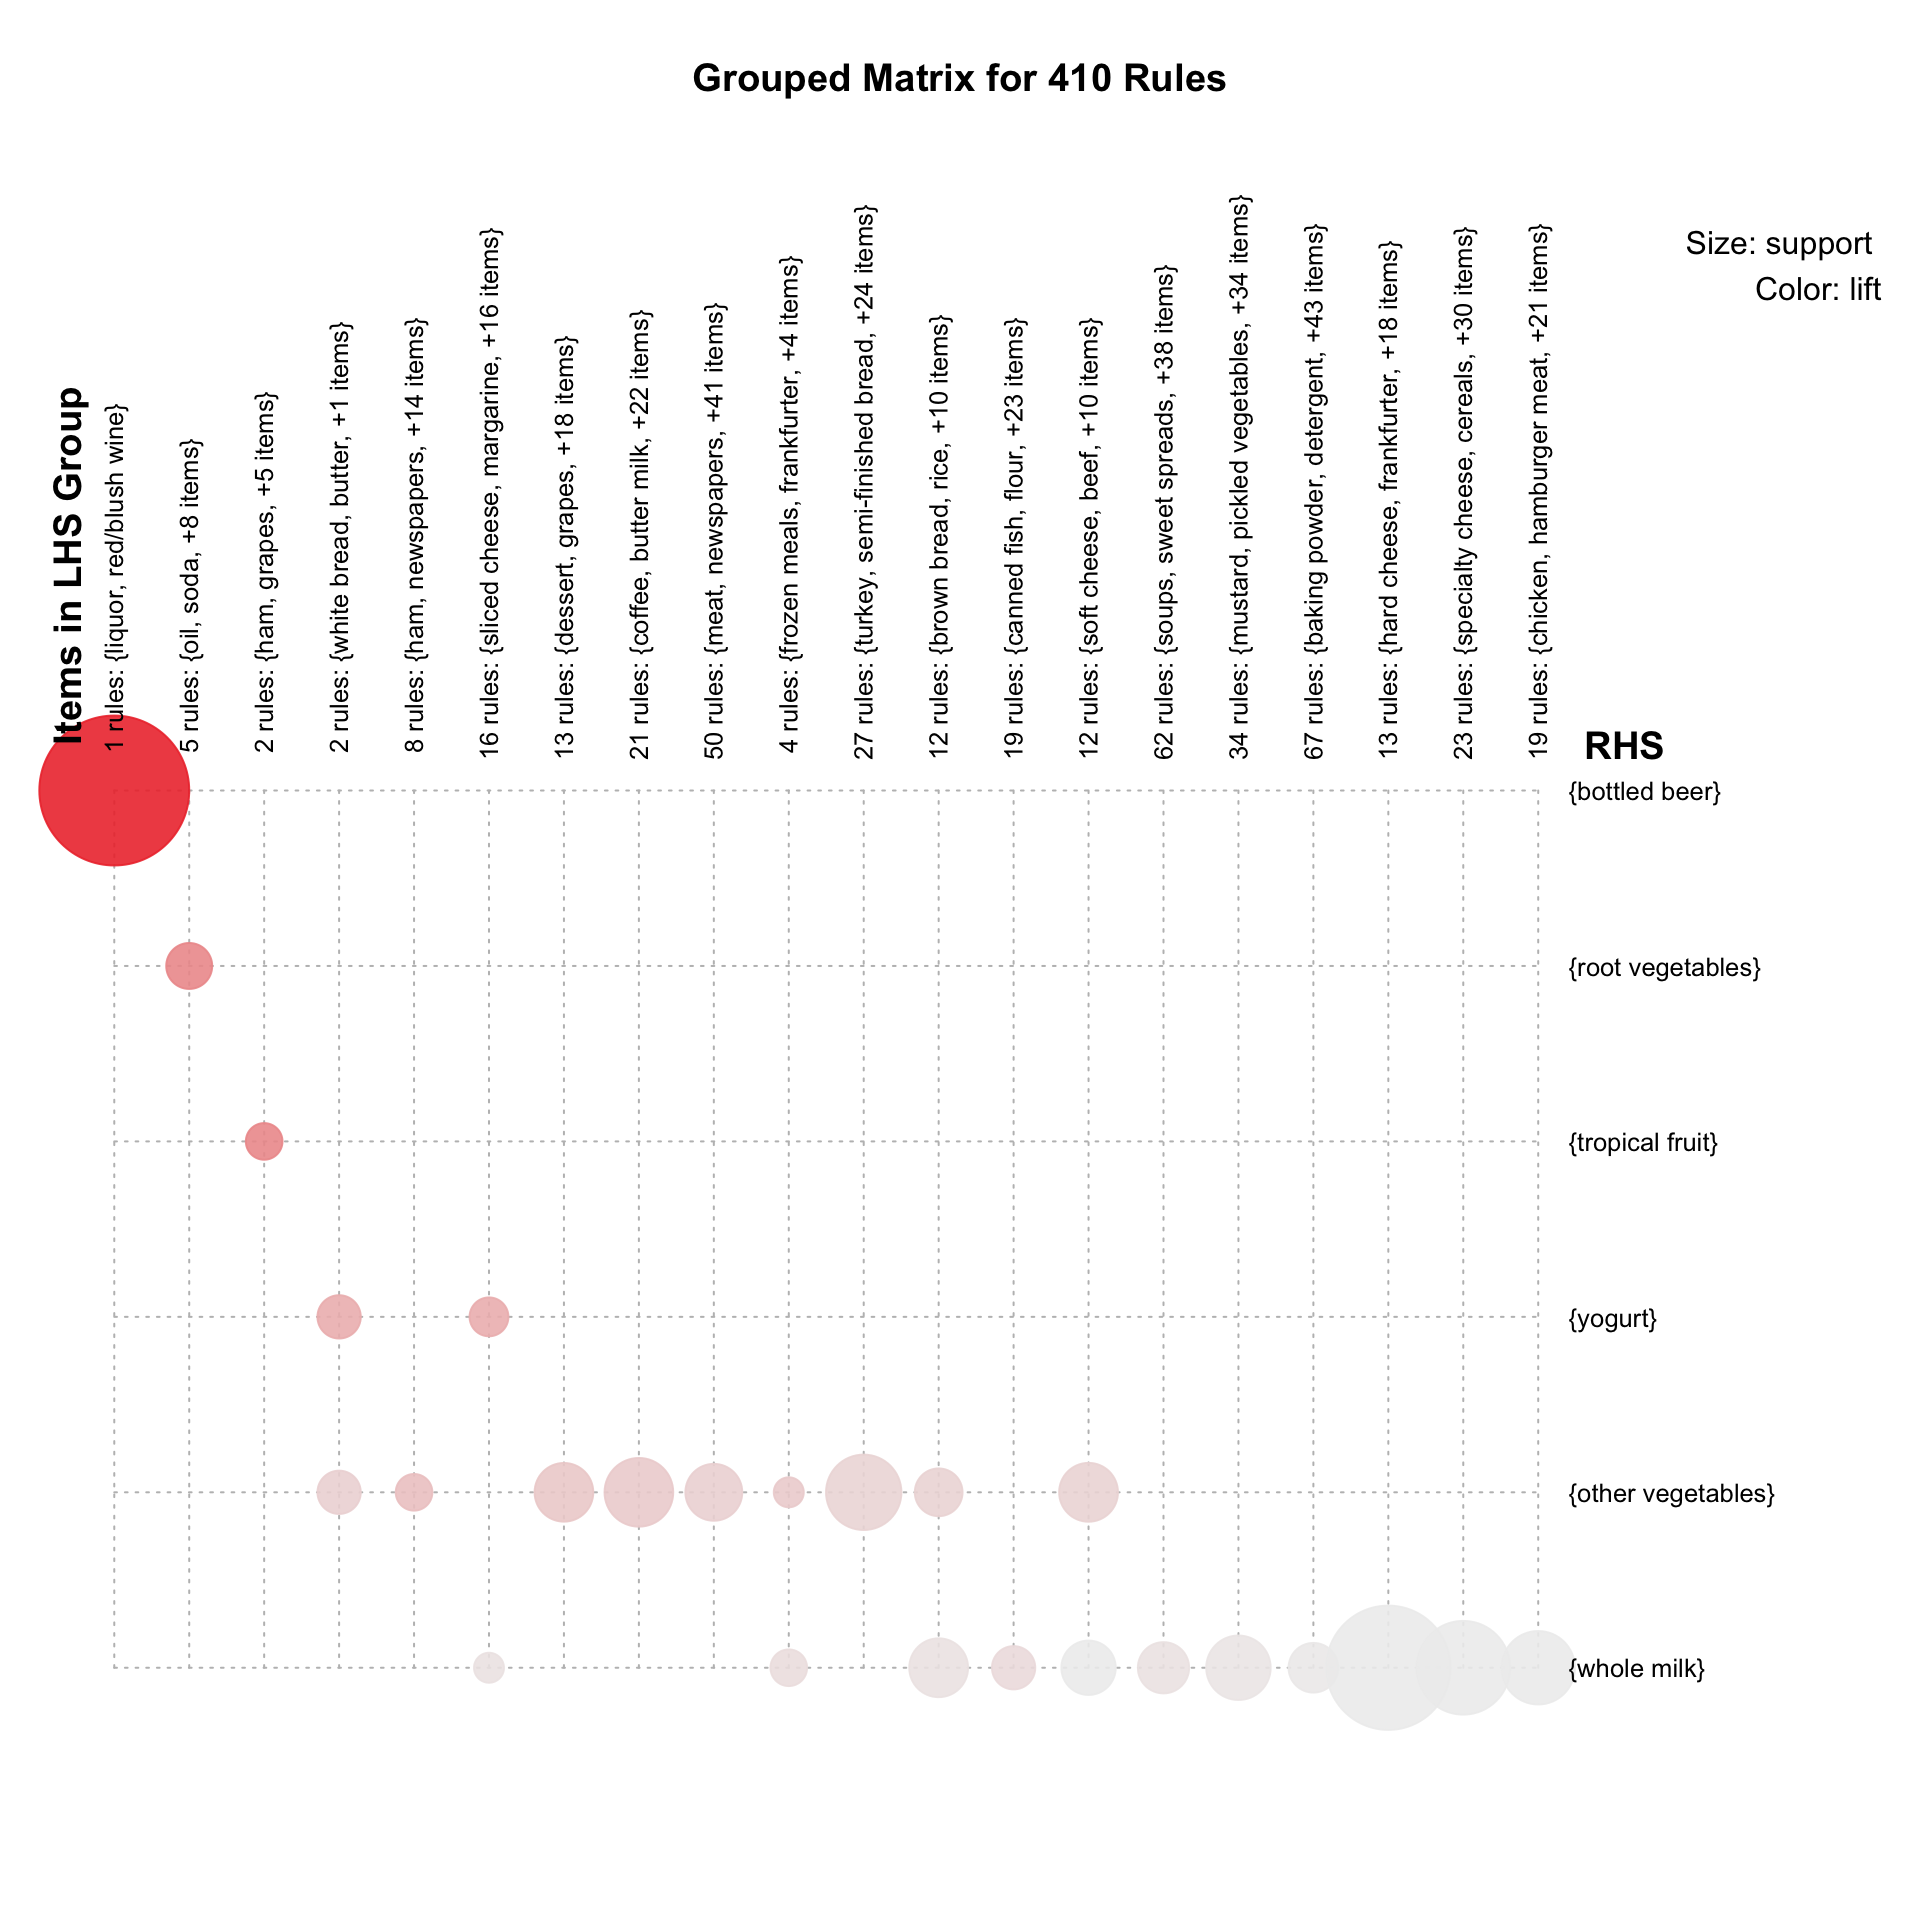 Grouped Matrix for 410 Rules
Size: support
Color: lift
Items in LHS Group
1 rules: {liquor, red/blush wine}
5 rules: {oil, soda, +8 items}
2 rules: {ham, grapes, +5 items}
2 rules: {white bread, butter, +1 items}
8 rules: {ham, newspapers, +14 items}
16 rules: {sliced cheese, margarine, +16 items}
13 rules: {dessert, grapes, +18 items}
21 rules: {coffee, butter milk, +22 items}
50 rules: {meat, newspapers, +41 items}
4 rules: {frozen meals, frankfurter, +4 items}
27 rules: {turkey, semi-finished bread, +24 items}
12 rules: {brown bread, rice, +10 items}
19 rules: {canned fish, flour, +23 items}
12 rules: {soft cheese, beef, +10 items}
62 rules: {soups, sweet spreads, +38 items}
34 rules: {mustard, pickled vegetables, +34 items}
67 rules: {baking powder, detergent, +43 items}
13 rules: {hard cheese, frankfurter, +18 items}
23 rules: {specialty cheese, cereals, +30 items}
19 rules: {chicken, hamburger meat, +21 items}
RHS
{bottled beer}
{root vegetables}
{tropical fruit}
{yogurt}
{other vegetables}
{whole milk}